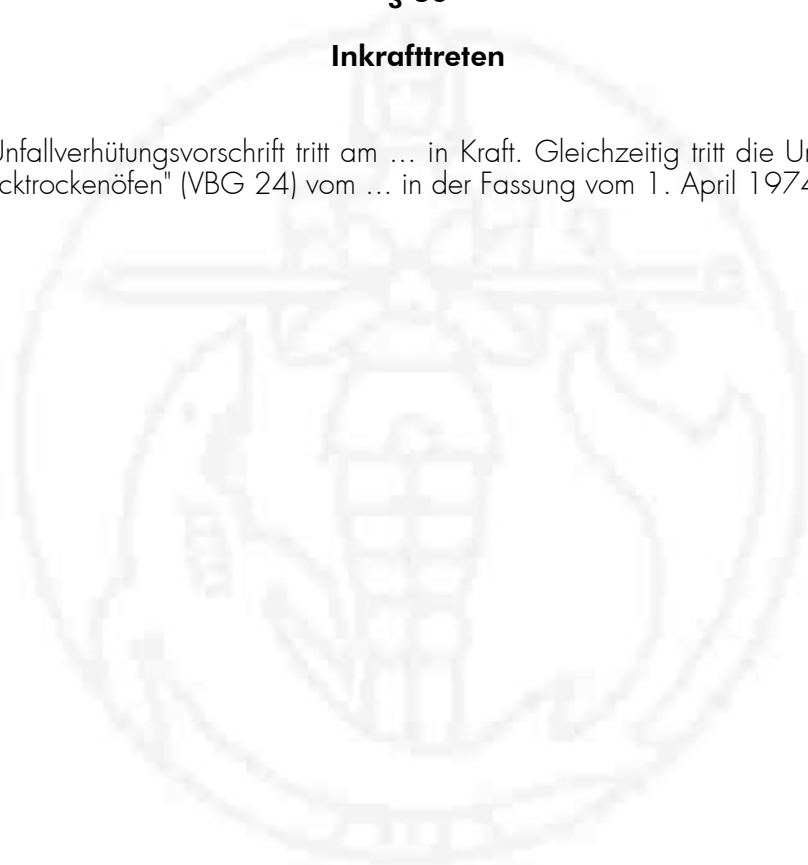 Inkrafttreten
Unfallverhütungsvorschrift tritt am ... in Kraft. Gleichzeitig tritt die
cktrockenöfen" (VBG 24) vom ... in der Fassung vom 1. April 1974